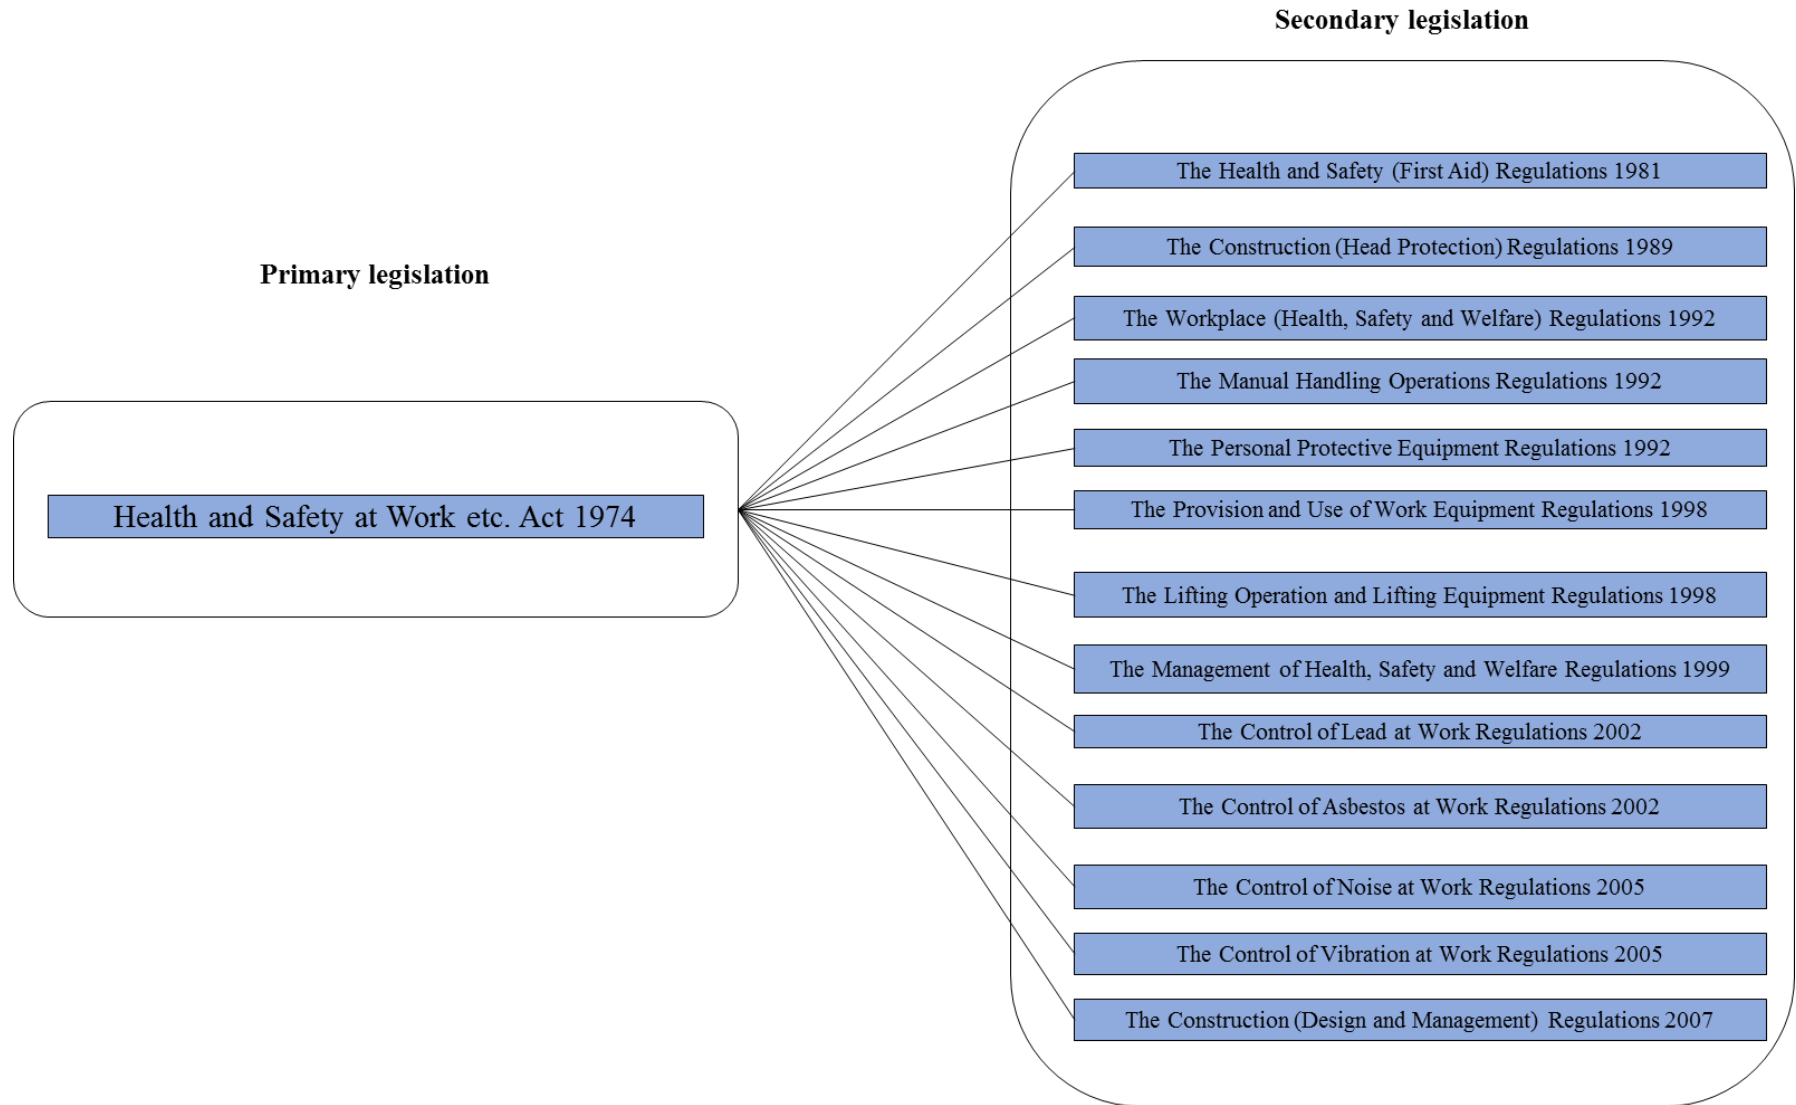 Secondary legislation
Primary legislation
Health and Safety at Work etc. Act 1974
The Health and Safety (First Aid) Regulations 1981
The Construction (Head Protection) Regulations 1989
The Workplace (Health, Safety and Welfare) Regulations 1992
The Manual Handling Operations Regulations 1992
The Personal Protective Equipment Regulations 1992
The Provision and Use of Work Equipment Regulations 1998
The Lifting Operation and Lifting Equipment Regulations 1998
The Management of Health, Safety and Welfare Regulations 1999
The Control of Lead at Work Regulations 2002
The Control of Asbestos at Work Regulations 2002
The Control of Noise at Work Regulations 2005
The Control of Vibration at Work Regulations 2005
The Construction (Design and Management) Regulations 2007